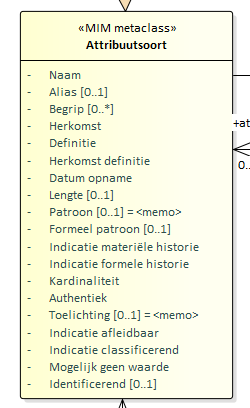 «MIM metaclass»
Attribuutsoort
- Naam
- Alias [0..1]
- Begrip [0..*]
- Herkomst
- Definitie
- Herkomst definitie
- Datum opname
- Lengte [0..1]
- Patroon [0..1] = <memo>
- Formeel patroon [0..1]
- Indicatie materiële historie
- Indicatie formele historie
- Kardinaliteit
- Authentiek
- Toelichting [0..1] = <memo>
- Indicatie afleidbaar
- Indicatie classificerend
- Mogelijk geen waarde
- Identificerend [0..1]
+at
0..